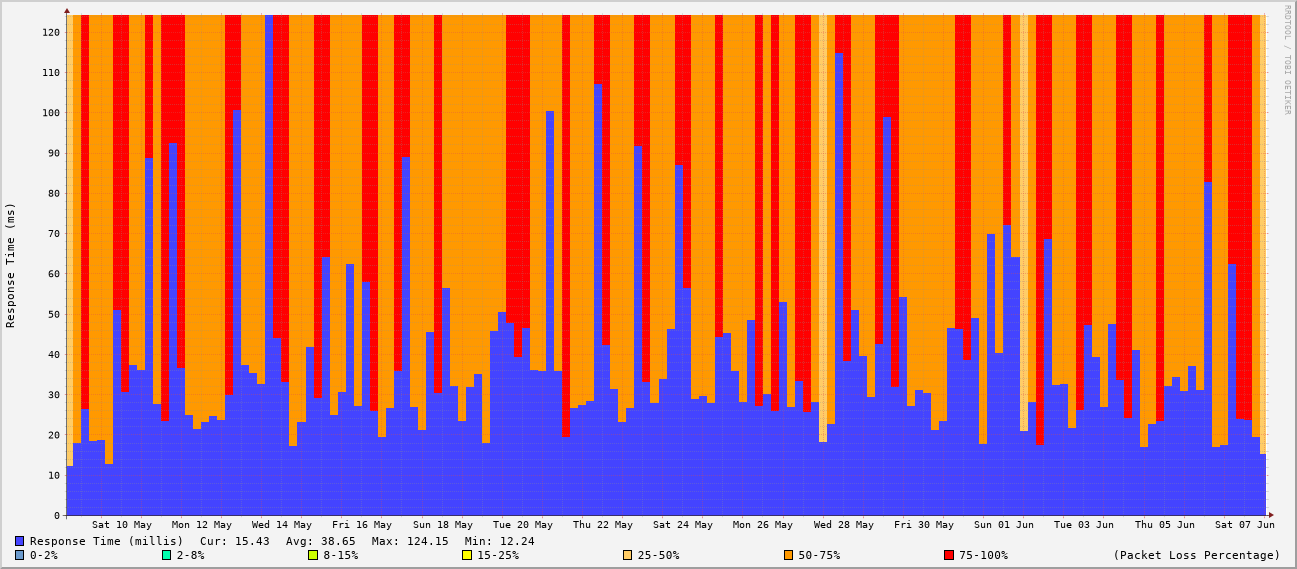 RRDTOOL / TOBI OETIKER
Response Time (ms)
120
110
100
90
80
70
60
50
40
30
20
10
0
Sat 10 May Mon 12 May Wed 14 May Fri 16 May Sun 18 May Tue 20 May Thu 22 May Sat 24 May Mon 26 May Wed 28 May Fri 30 May Sun 01 Jun Tue 03 Jun Thu 05 Jun Sat 07 Jun
Response Time (millis) Cur: 15.43 Avg: 38.65 Max: 124.15 Min: 12.24
0-2% 2-8% 8-15% 15-25% 25-50% 50-75% 75-100% (Packet Loss Percentage)